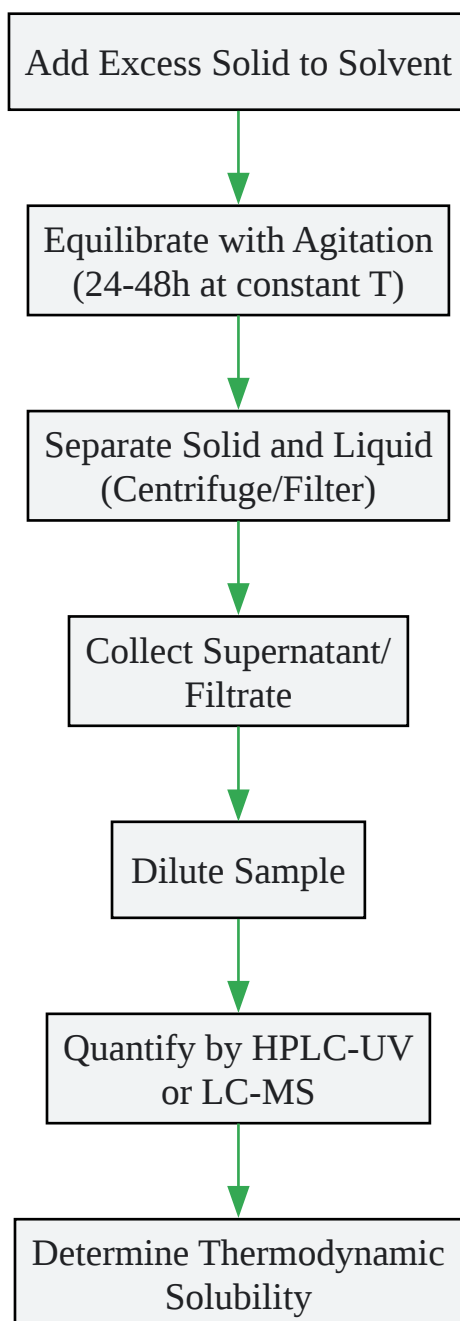 Add Excess Solid to Solvent
Equilibrate with Agitation
(24-48h at constant T)
Separate Solid and Liquid
(Centrifuge/Filter)
Collect Supernatant/
Filtrate
Dilute Sample
Quantify by HPLC-UV
or LC-MS
Determine Thermodynamic
Solubility